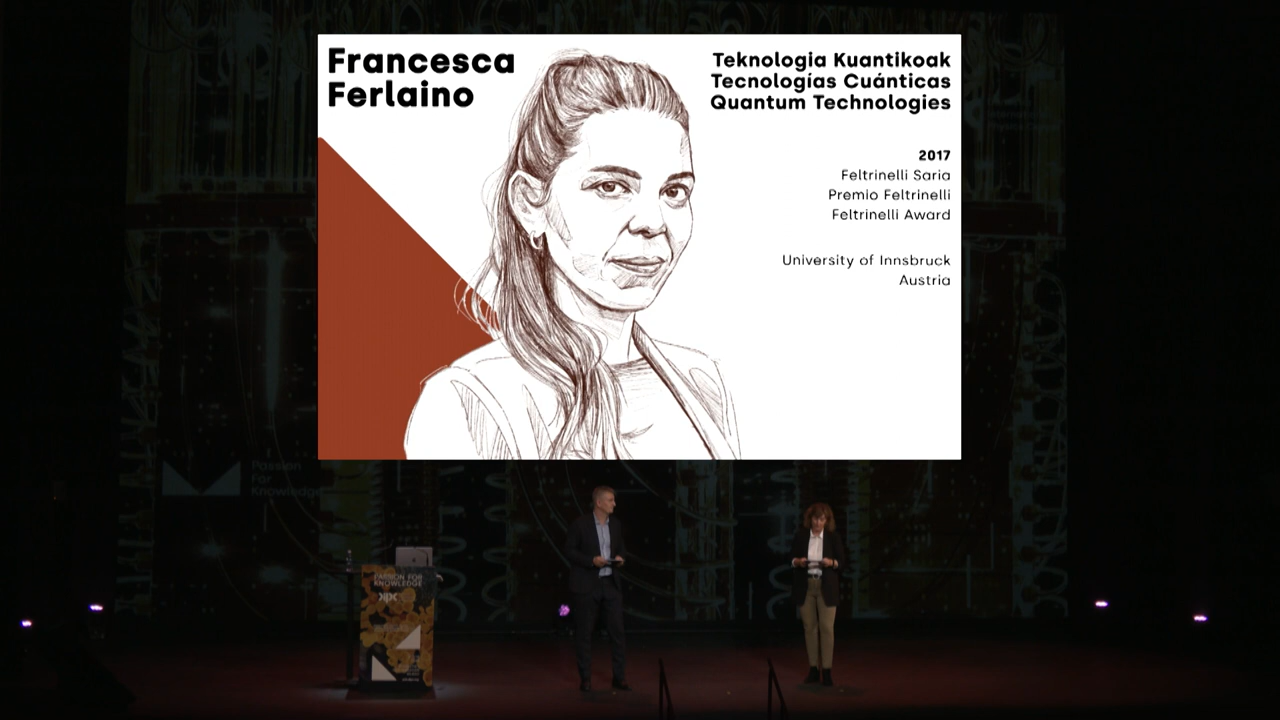 Francesca
Ferlaino
Teknologia Kuantikoak
Tecnologías Cuánticas
Quantum Technologies
2017
Feltrinelli Saria
Premio Feltrinelli
Feltrinelli Award
University of Innsbruck
Austria
Passion
For
Knowledge
PASSION FOR
KNOWLEDGE
dipc